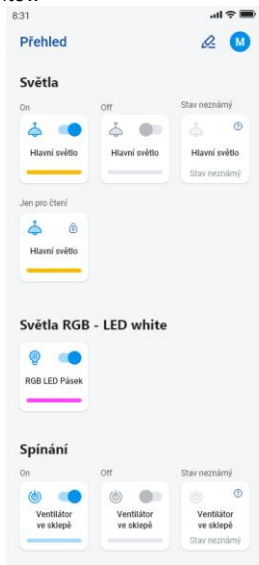 8:31
Přehled
M
Světla
On
Off
Stav neznámý
Hlavní světlo
Hlavní světlo
Hlavní světlo
Stav neznámý
Jen pro čtení
Hlavní světlo
Světla RGB - LED white
RGB LED Pásek
Spínání
On
Off
Stav neznámý
Ventilátor
ve sklepě
Ventilátor
ve sklepě
Ventilátor
ve sklepě
Stav neznámý